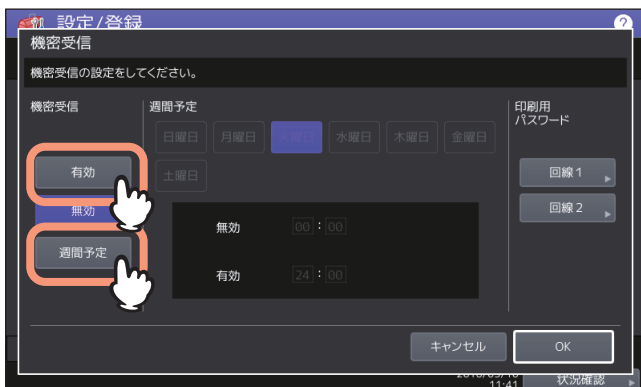 設定/登録
?
機密受信
機密受信の設定をしてください。
機密受信
週間予定
印刷用
パスワード
日曜日
月曜日
火曜日
水曜日
木曜日
金曜日
土曜日
有効
無効
週間予定
無効
00:00
有効
24:00
回線1
回線2
キャンセル
OK
11:41
状況確認